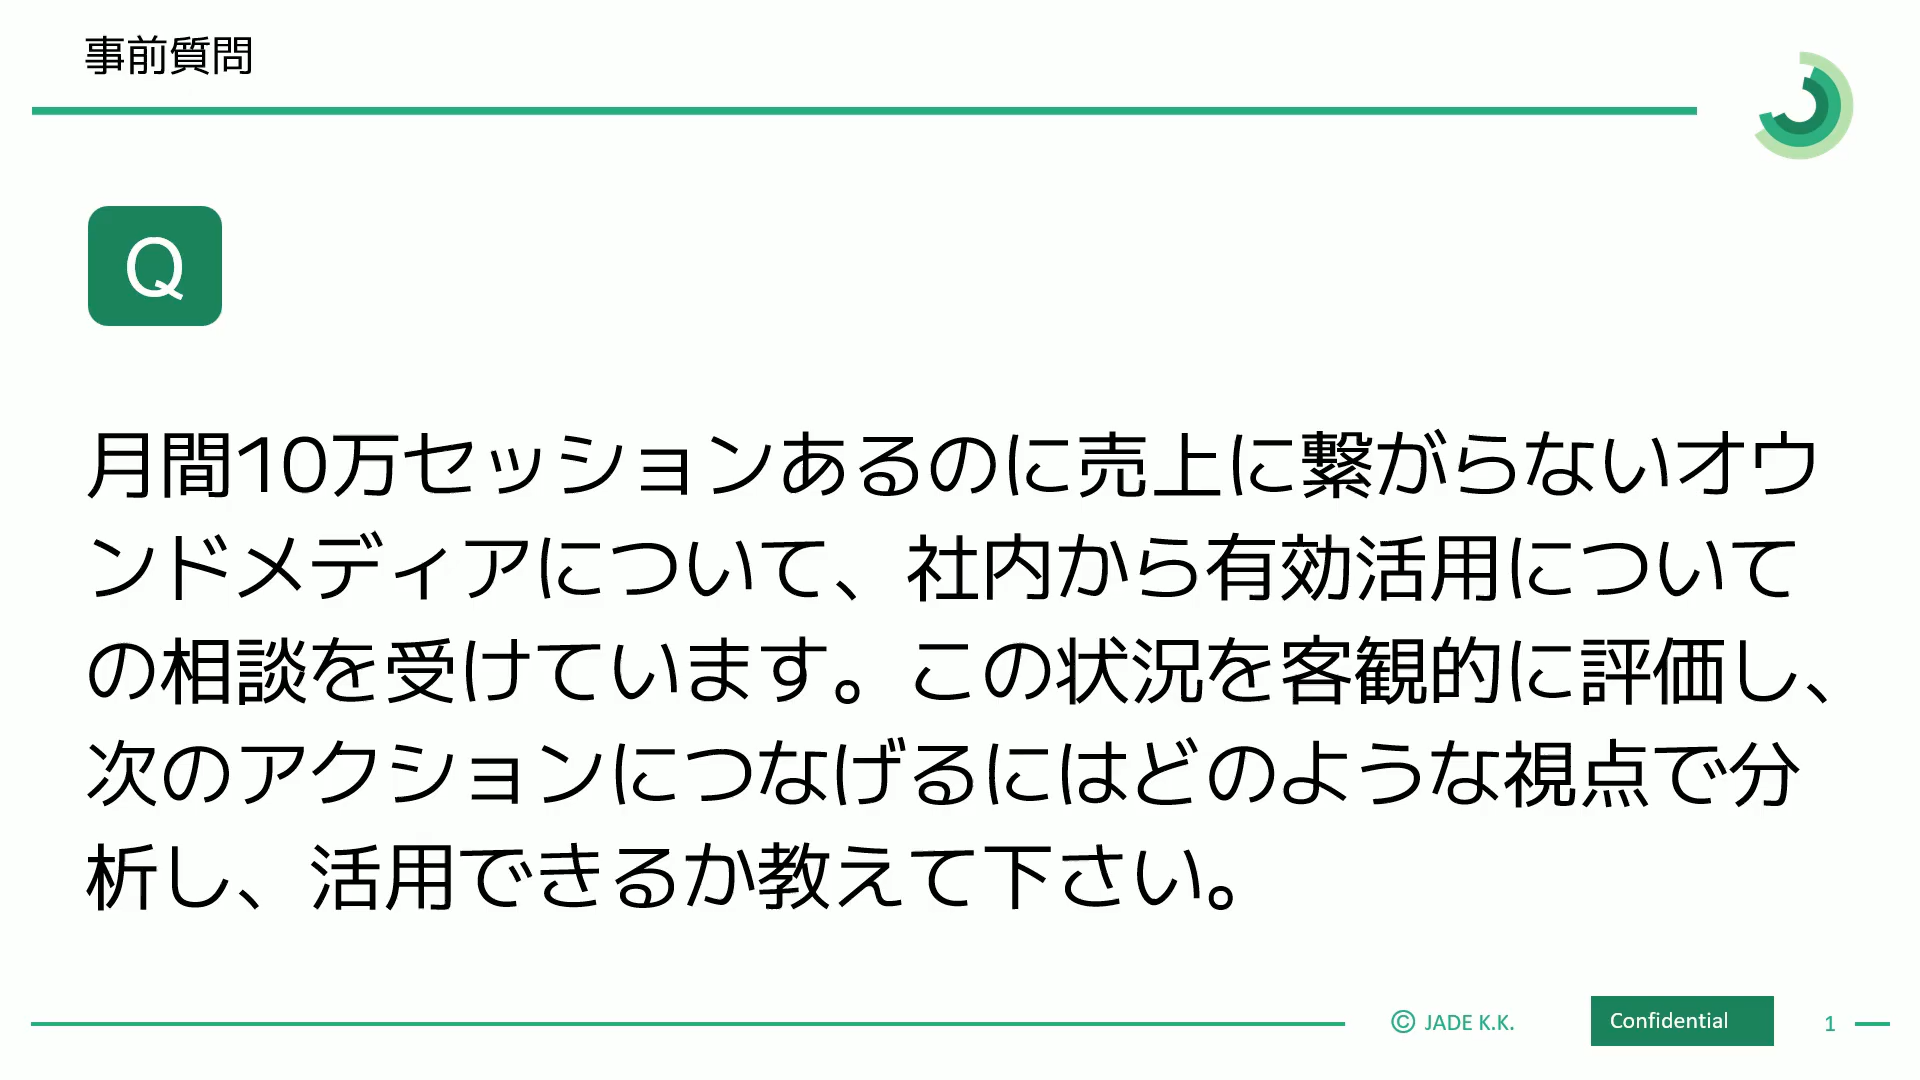 事前質問
Q
月間10万セッションあるのに売上に繋がらないオウ
ンドメディアについて、社内から有効活用について
の相談を受けています。この状況を客観的に評価し、
次のアクションにつなげるにはどのような視点で分
析し、活用できるか教えて下さい。
© JADE K.K.
Confidential
1